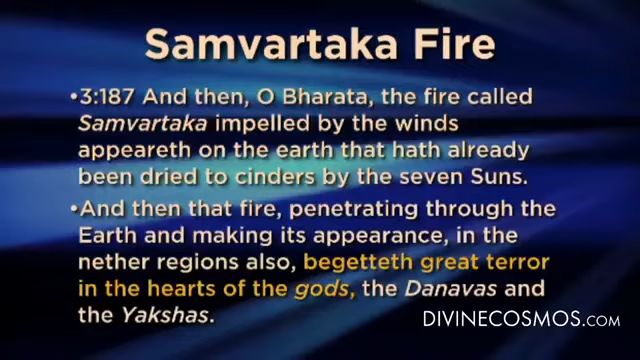 Samvartaka Fire
•3:187 And then, O Bharata, the fire called
Samvartaka impelled by the winds
appeareth on the earth that hath already
been dried to cinders by the seven Suns.
•And then that fire, penetrating through the
Earth and making its appearance, in the
nether regions also, begetteth great terror
in the hearts of the gods, the Danavas and
the Yakshas.
DIVINECOSMOS.COM